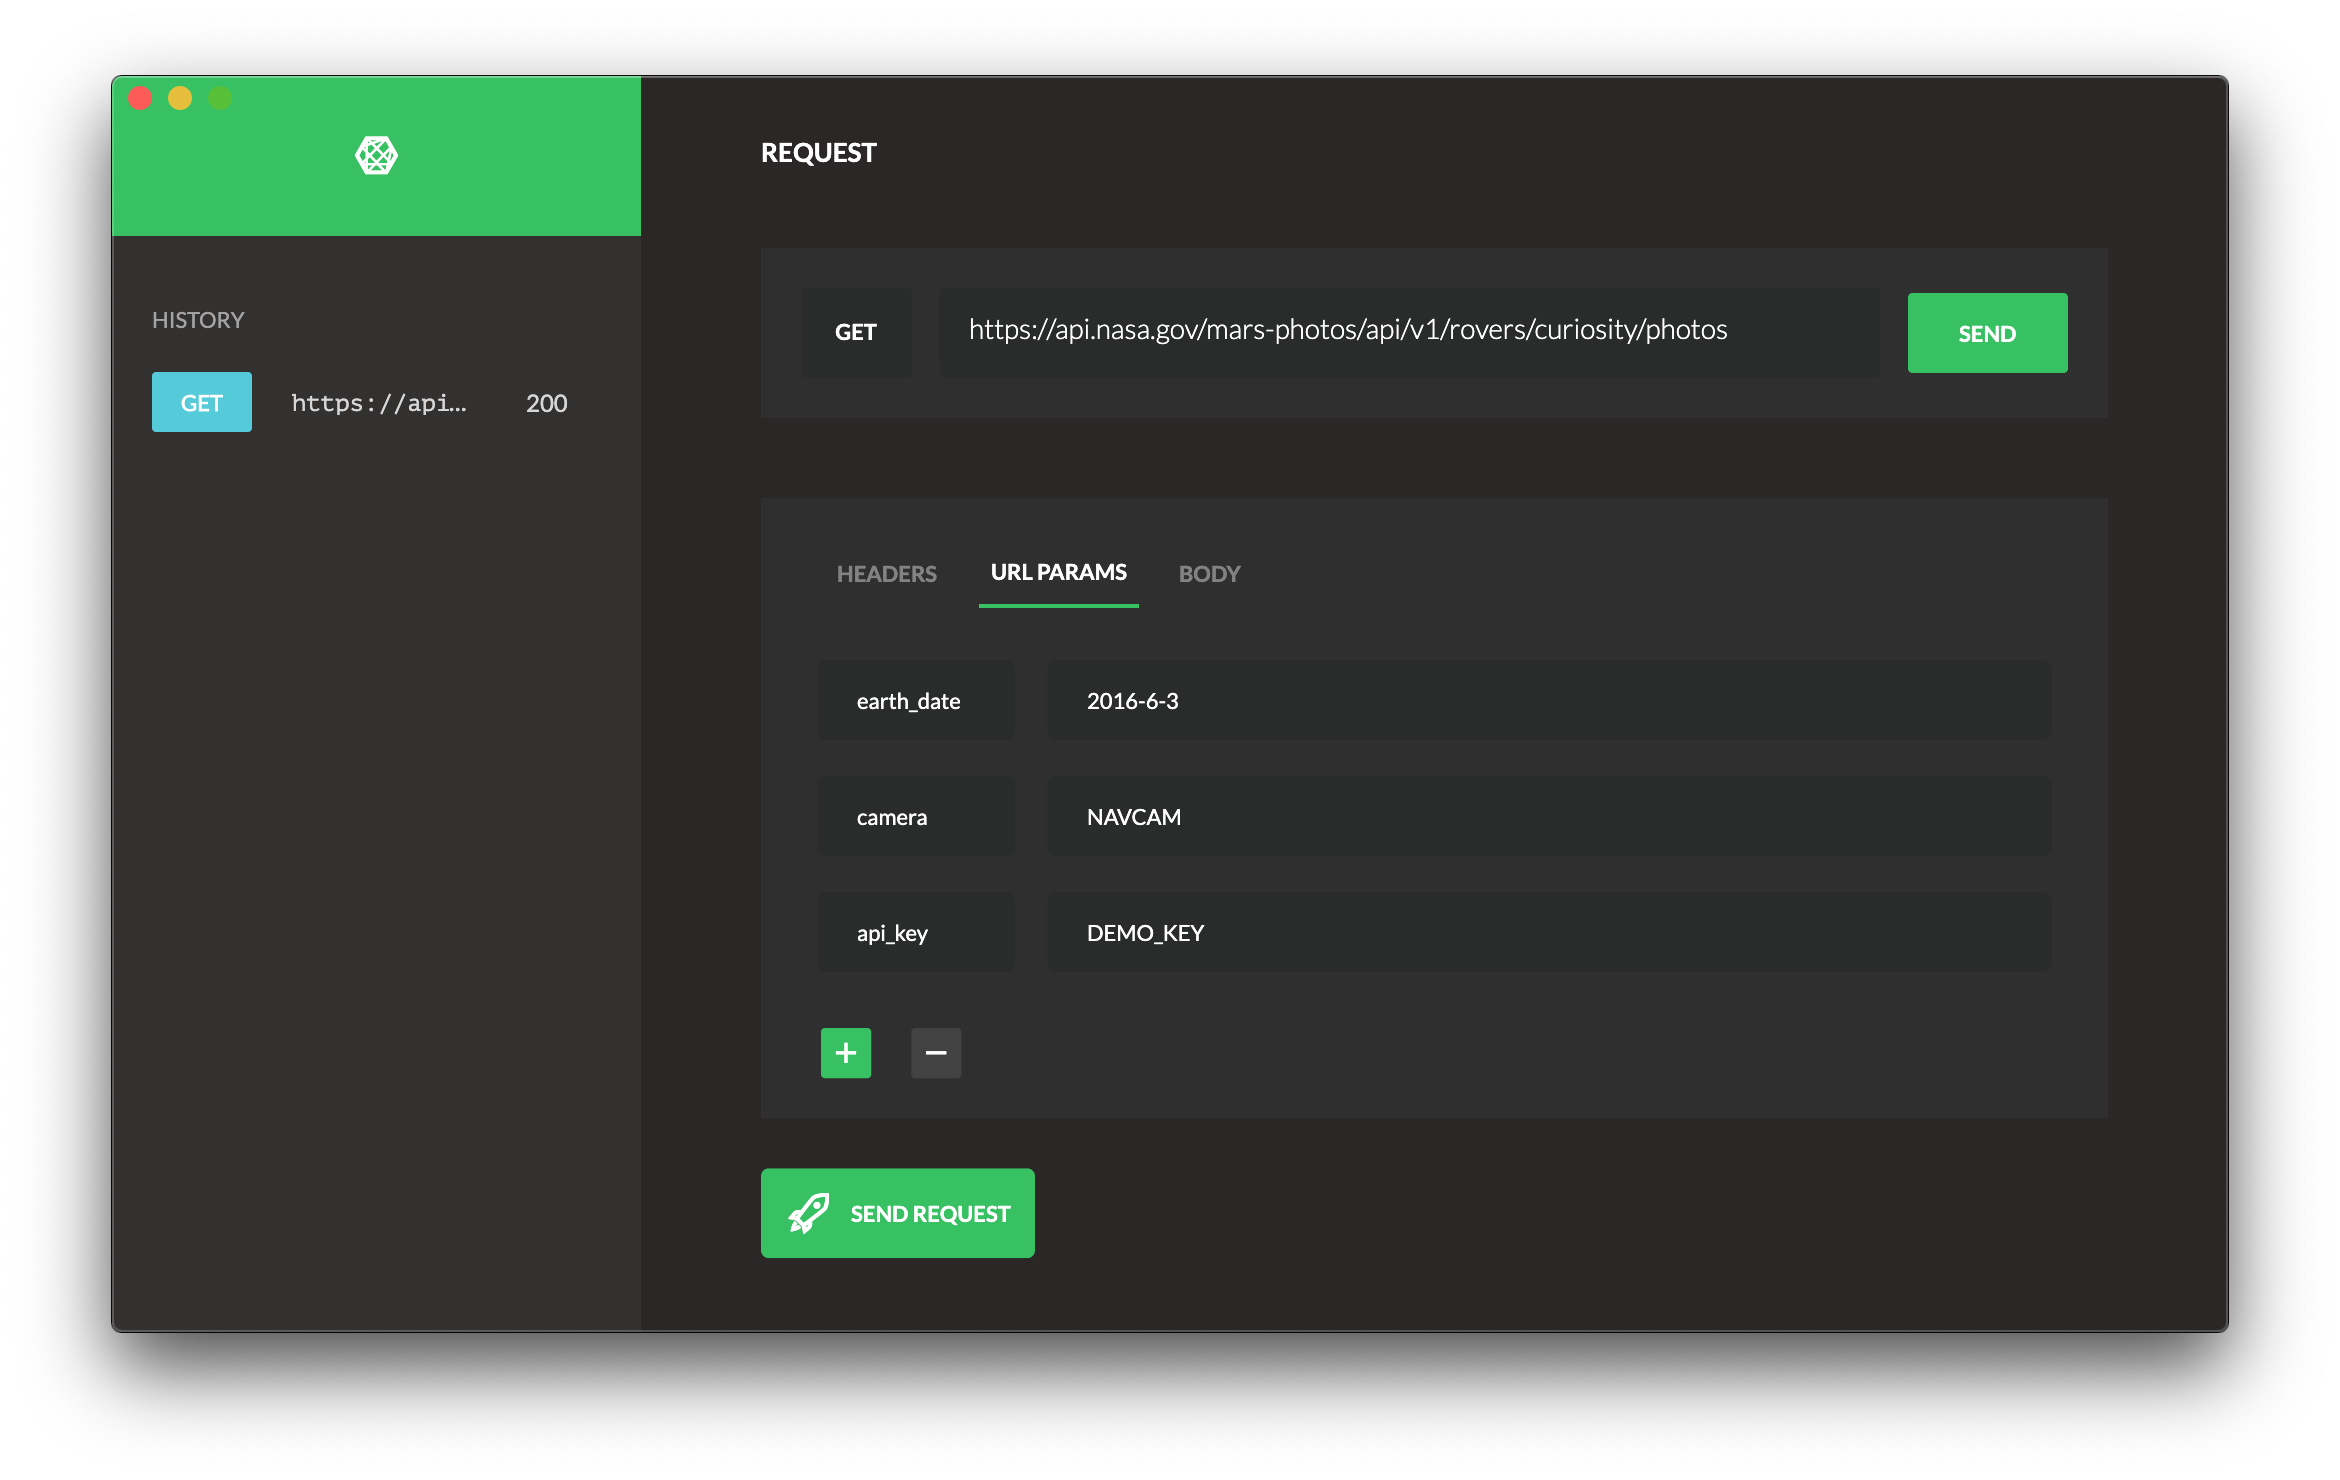 REQUEST
HISTORY
GET https://api... 200
GET https://api.nasa.gov/mars-photos/api/v1/rovers/curiosity/photos SEND
HEADERS URL PARAMS BODY
earth_date 2016-6-3
camera NAVCAM
api_key DEMO_KEY
+ −
SEND REQUEST